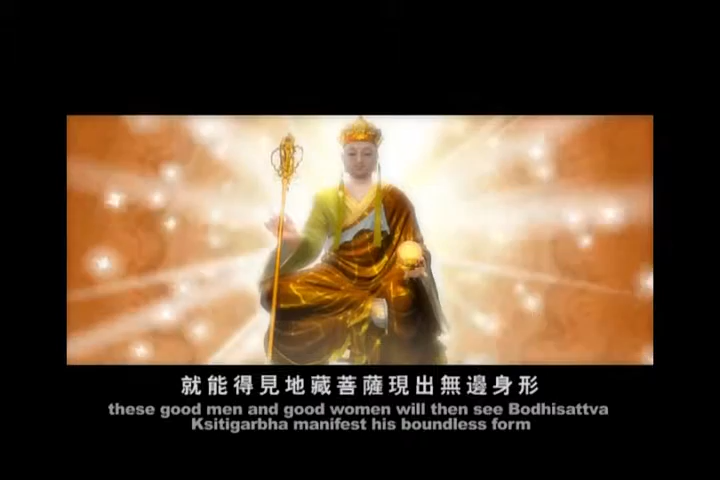 就能得見地藏菩薩現出無邊身形
these good men and good women will then see Bodhisattva
Ksitigarbha manifest his boundless form